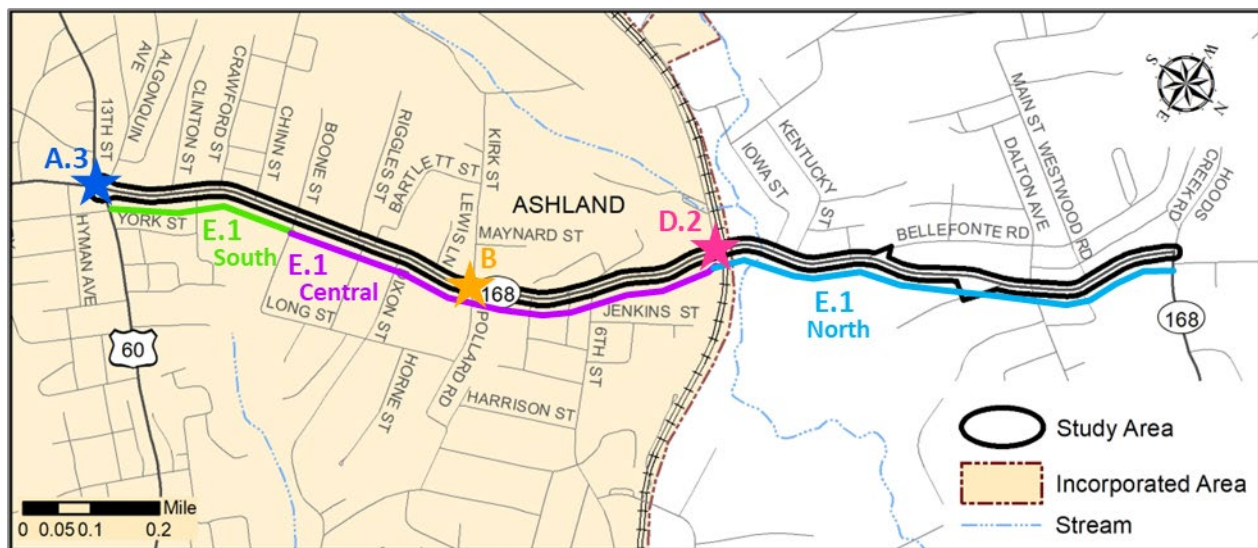 13TH ST
ALGONQUIN
AVE
CLINTON ST
CRAWFORD ST
CHINN ST
BOONE ST
RIGGLES ST
BARTLETT ST
KIRK ST
LEWIS LN
ASHLAND
MAYNARD ST
A.3
HYMAN AVE
YORK ST
E.1
South
E.1
Central
B
168
D.2
LONG ST
DIXON ST
HORNE ST
POLLARD RD
JENKINS ST
6TH ST
HARRISON ST
60
IOWA ST
KENTUCKY
ST
BELLEFONTE RD
MAIN ST
WESTWOOD RD
DALTON AVE
HOODS
CREEK RD
E.1
North
168
W
S
N
E
Study Area
Incorporated Area
Stream
Mile
0 0.05 0.1 0.2